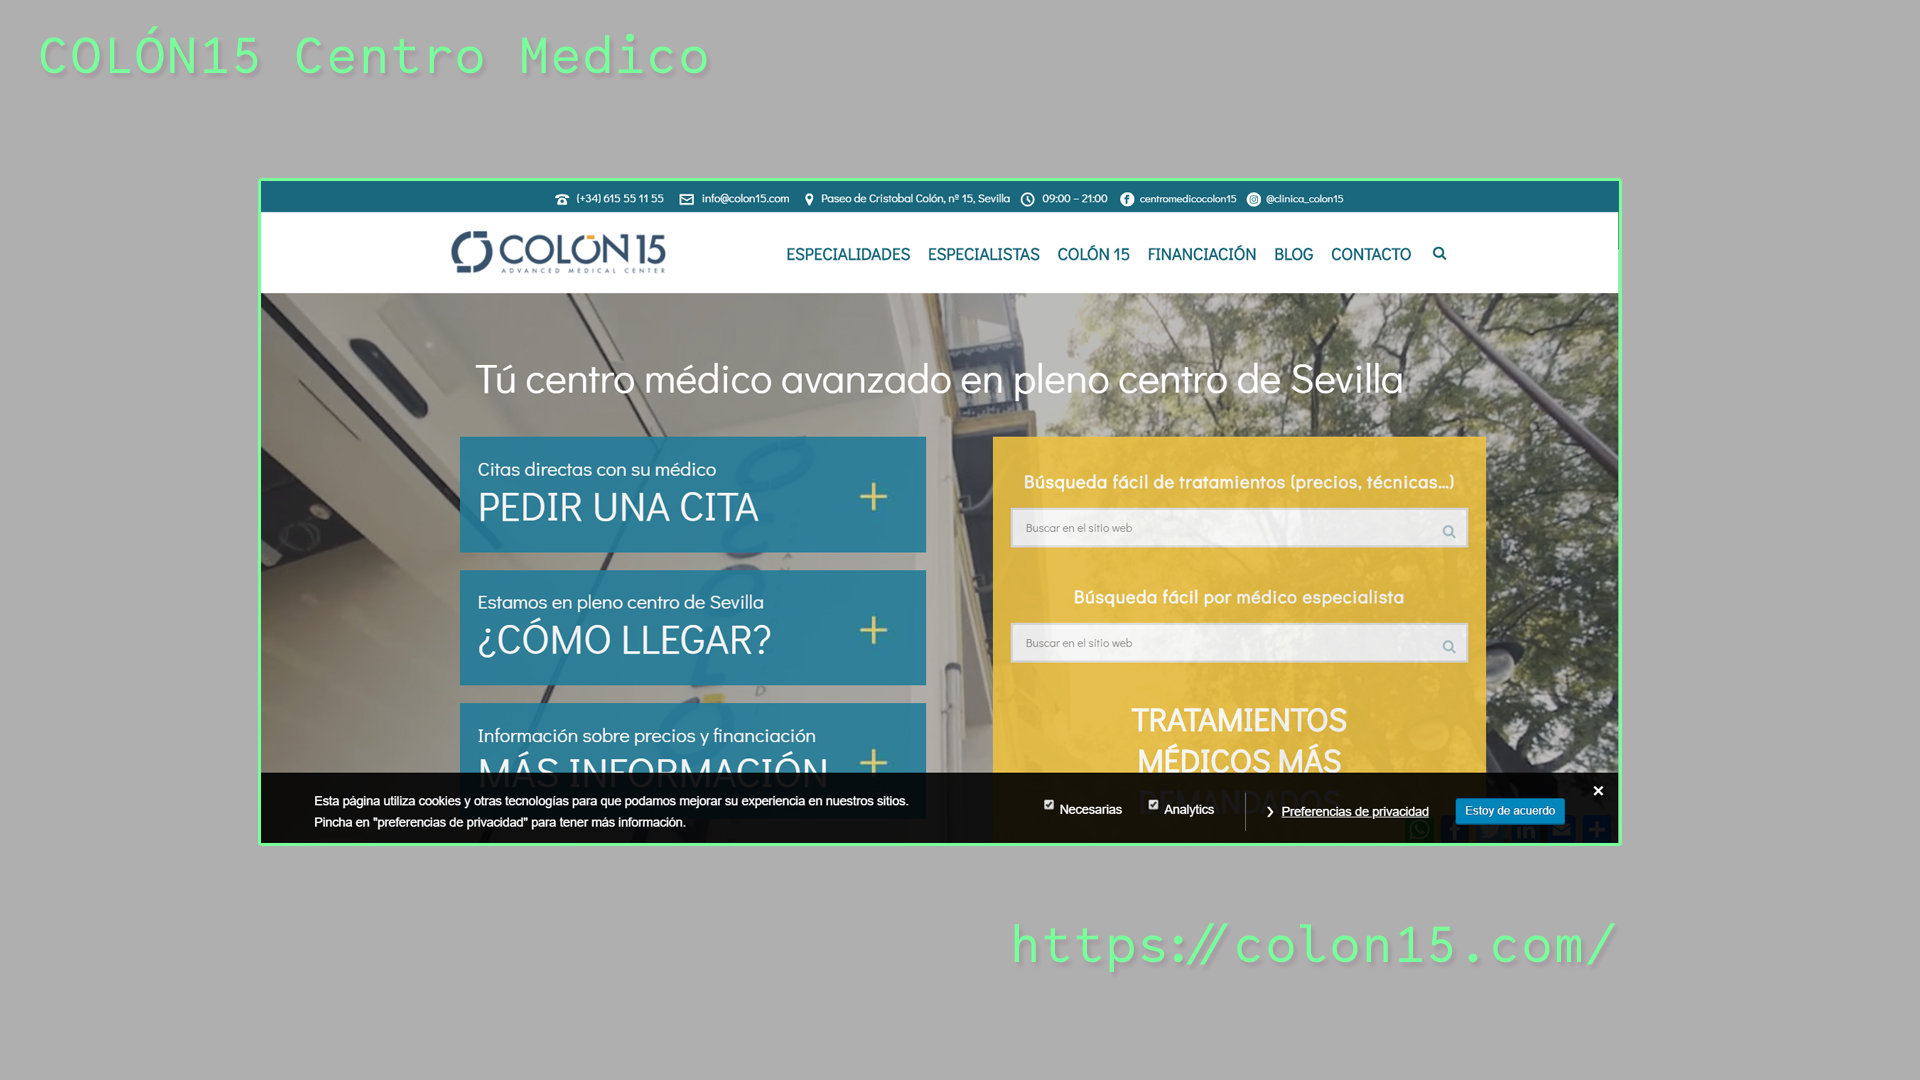 COLÓN15 Centro Medico
(+34) 615 55 11 55 info@colon15.com Paseo de Cristobal Colón, nº 15, Sevilla 09:00 – 21:00 centromedicocolon15 @clinica_colon15
COLÓN 15
ADVANCED MEDICAL CENTER
ESPECIALIDADES ESPECIALISTAS COLÓN 15 FINANCIACIÓN BLOG CONTACTO
Tú centro médico avanzado en pleno centro de Sevilla
Citas directas con su médico
PEDIR UNA CITA
Estamos en pleno centro de Sevilla
¿CÓMO LLEGAR?
Información sobre precios y financiación
MÁS INFORMACIÓN
Búsqueda fácil de tratamientos (precios, técnicas...)
Buscar en el sitio web
Búsqueda fácil por médico especialista
Buscar en el sitio web
TRATAMIENTOS
MÉDICOS MÁS
DEMANDADOS
Esta página utiliza cookies y otras tecnologías para que podamos mejorar su experiencia en nuestros sitios.
Pincha en "preferencias de privacidad" para tener más información.
Necesarias Analytics Preferencias de privacidad Estoy de acuerdo
https://colon15.com/